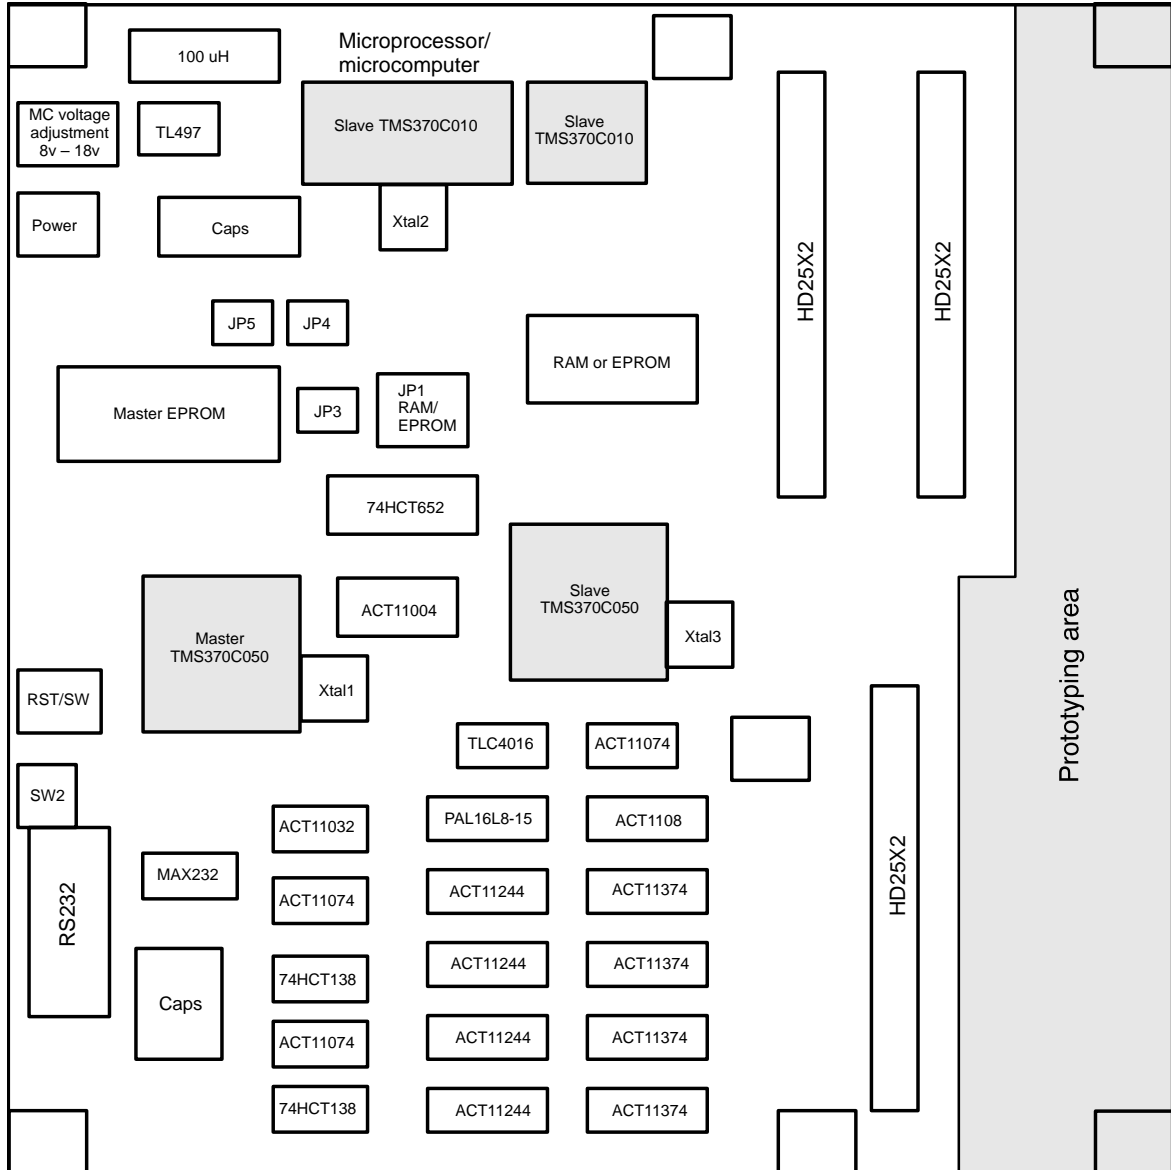 100 uH
Microprocessor/
microcomputer
MC voltage
adjustment
8v – 18v
TL497
Slave TMS370C010
Slave
TMS370C010
Power
Caps
Xtal2
HD25X2
HD25X2
JP5
JP4
RAM or EPROM
Master EPROM
JP3
JP1
RAM/
EPROM
74HCT652
Slave
TMS370C050
ACT11004
Master
TMS370C050
Xtal3
Xtal1
RST/SW
Prototyping area
TLC4016
ACT11074
SW2
ACT11032
PAL16L8-15
ACT1108
MAX232
RS232
ACT11074
ACT11244
ACT11374
HD25X2
Caps
74HCT138
ACT11244
ACT11374
ACT11074
ACT11244
ACT11374
74HCT138
ACT11244
ACT11374